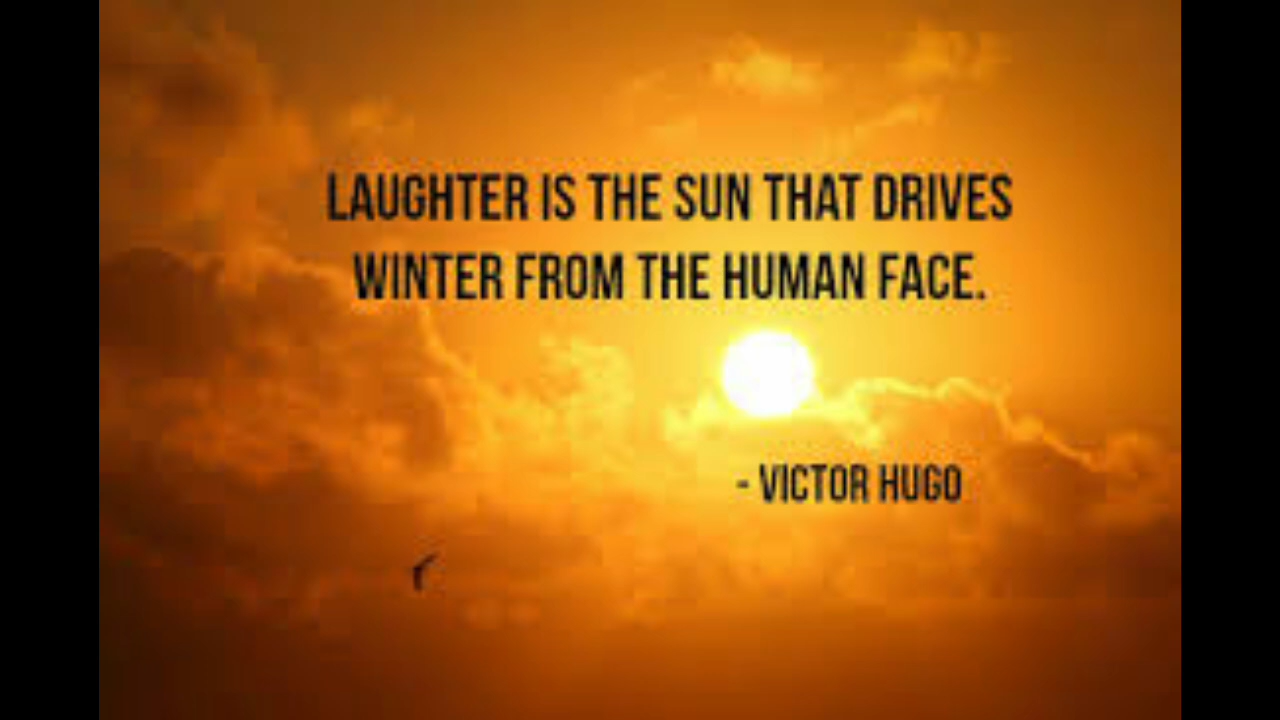 LAUGHTER IS THE SUN THAT DRIVES
WINTER FROM THE HUMAN FACE.
- VICTOR HUGO